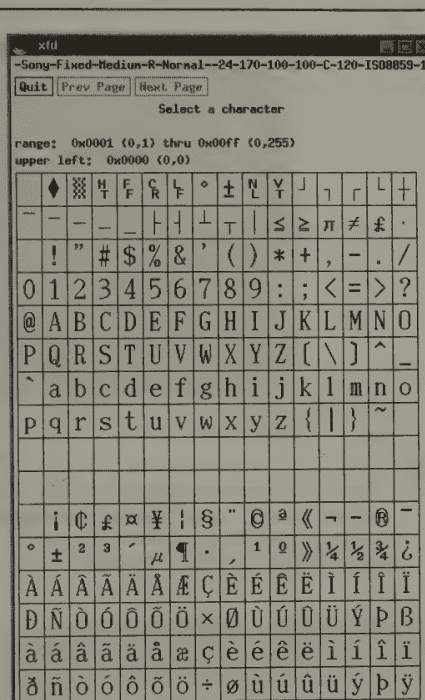 xfd
-Sony-Fixed-Medium-R-Normal--24-170-100-100-C-120-ISO8859-1
Quit Prev Page Next Page
Select a character
range: 0x0001 (0,1) thru 0x00ff (0,255)
upper left: 0x0000 (0,0)
♦ ▒ ␉ ␌ ␍ ␊ ° ± ␤ ␋ ┘ ┐ ┌ └ ┼
⎺ ⎻ ─ ⎼ ⎽ ├ ┤ ┴ ┬ │ ≤ ≥ π ≠ £ ·
! " # $ % & ' ( ) * + , - . /
0 1 2 3 4 5 6 7 8 9 : ; < = > ?
@ A B C D E F G H I J K L M N O
P Q R S T U V W X Y Z [ \ ] ^ _
` a b c d e f g h i j k l m n o
p q r s t u v w x y z { | } ~
¡ ¢ £ ¤ ¥ ¦ § ¨ © ª « ¬ - ® ¯
° ± ² ³ ´ µ ¶ · ¸ ¹ º » ¼ ½ ¾ ¿
À Á Â Ã Ä Å Æ Ç È É Ê Ë Ì Í Î Ï
Ð Ñ Ò Ó Ô Õ Ö × Ø Ù Ú Û Ü Ý Þ ß
à á â ã ä å æ ç è é ê ë ì í î ï
ð ñ ò ó ô õ ö ÷ ø ù ú û ü ý þ ÿ